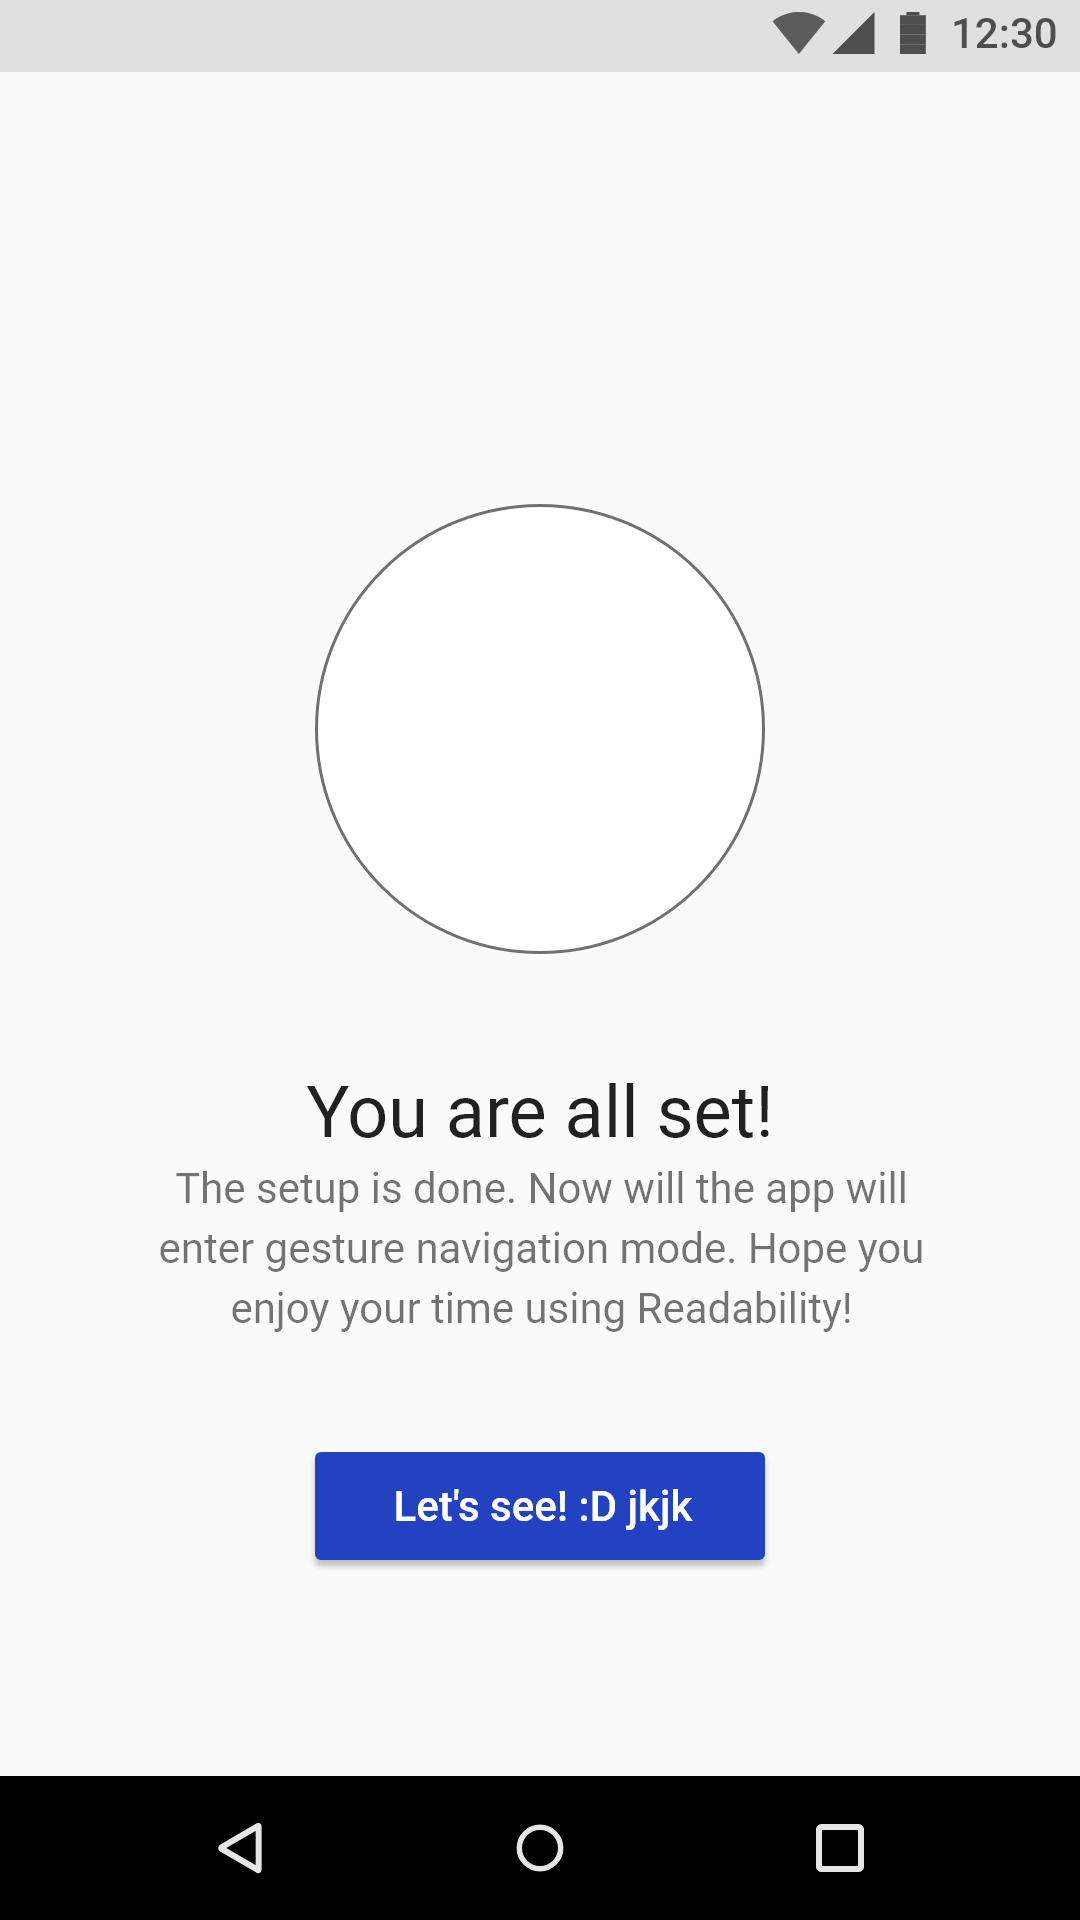 12:30
You are all set!
The setup is done. Now will the app will
enter gesture navigation mode. Hope you
enjoy your time using Readability!
Let's see! :D jkjk